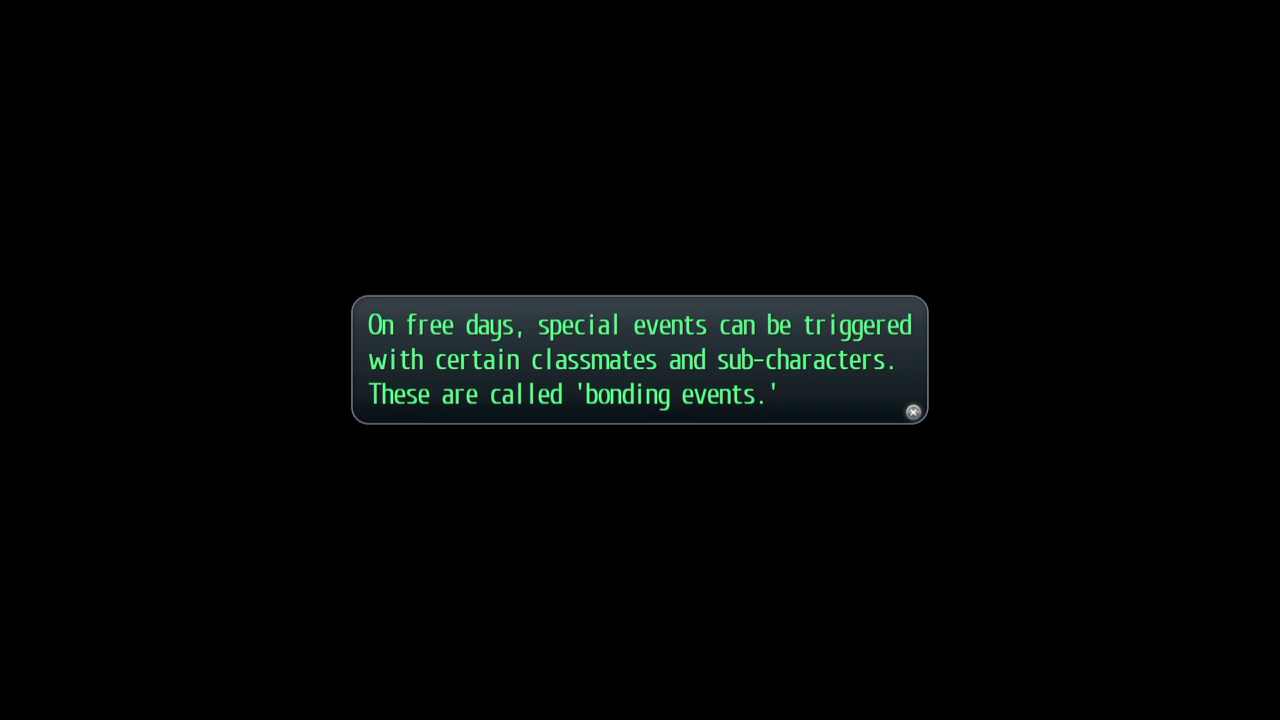 On free days, special events can be triggered
with certain classmates and sub-characters.
These are called 'bonding events.'